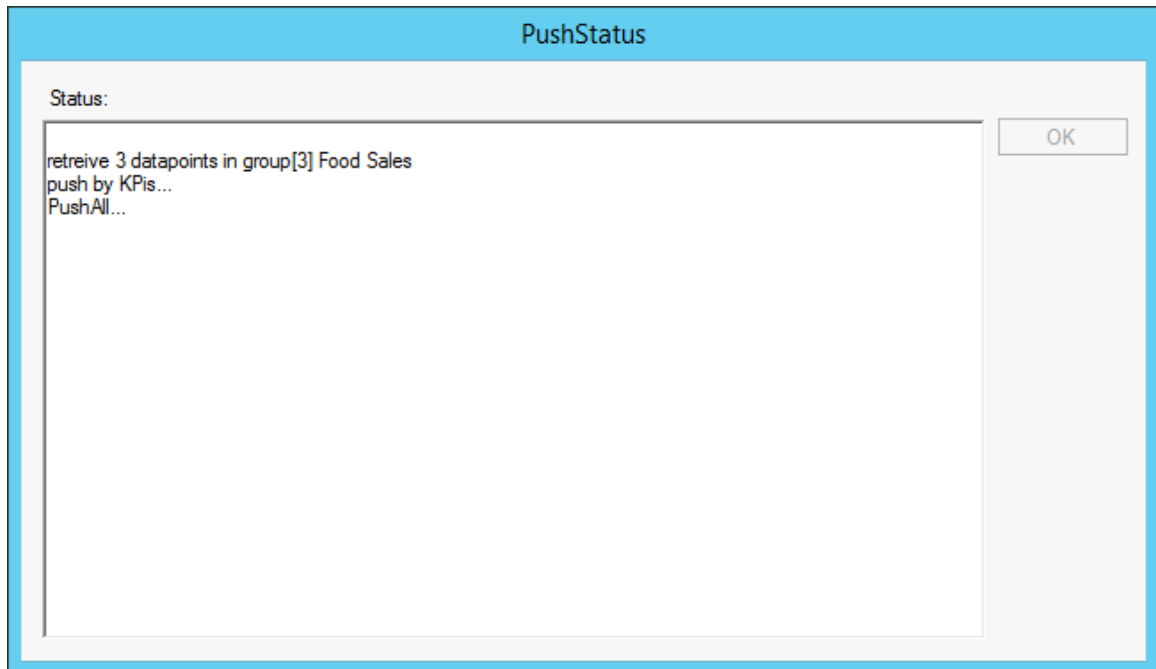 PushStatus
Status:
OK
retreive 3 datapoints in group[3] Food Sales
push by KPis...
PushAll...